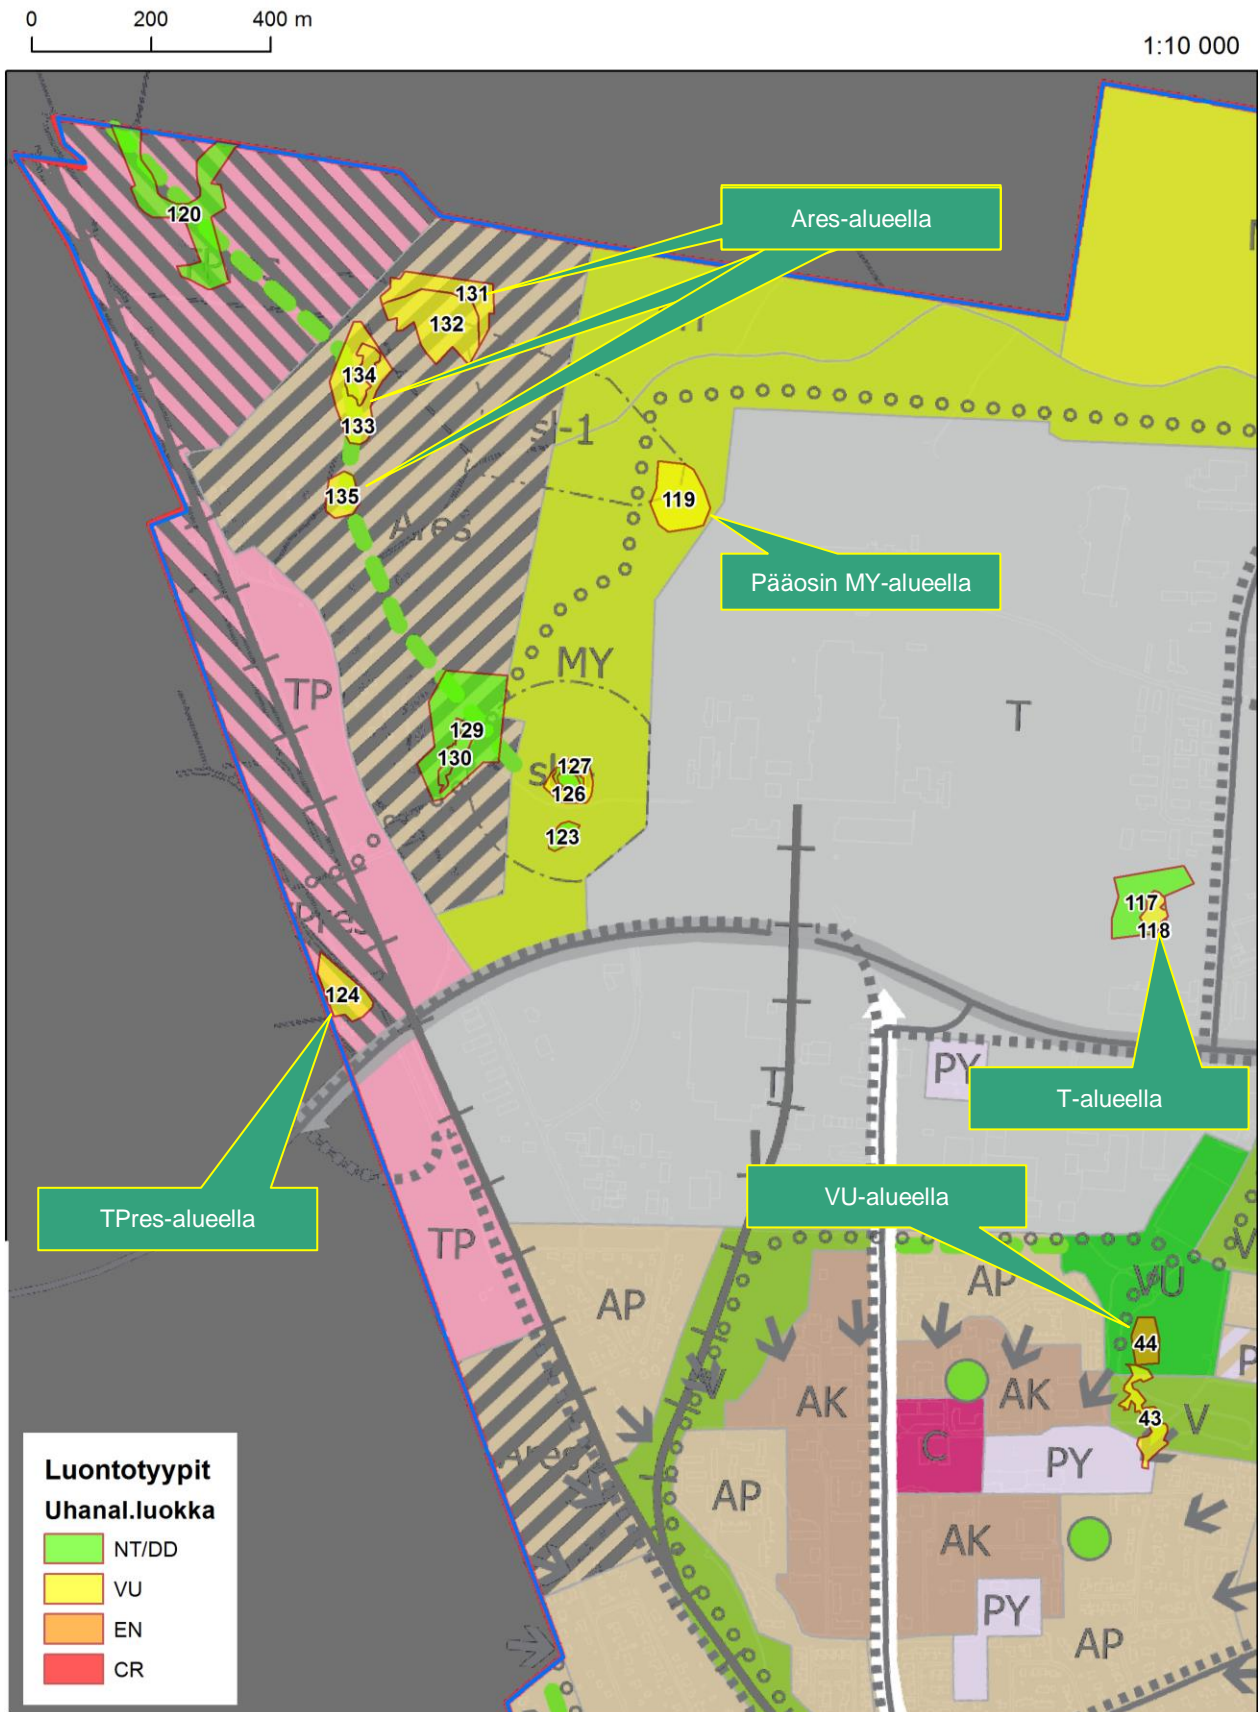 0 200 400 m
1:10 000
Ares-alueella
120
131
132
134
sl-1
133
119
135
Ares
Pääosin MY-alueella
MY
TP
T
129
130
127
126
123
117
118
124
PY
T
T-alueella
VU-alueella
TPres-alueella
TP
AP
AP
VU
44
AK
AK
43
V
C
PY
AP
Ares
AK
PY
AP
Luontotyypit
Uhanal.luokka
NT/DD
VU
EN
CR